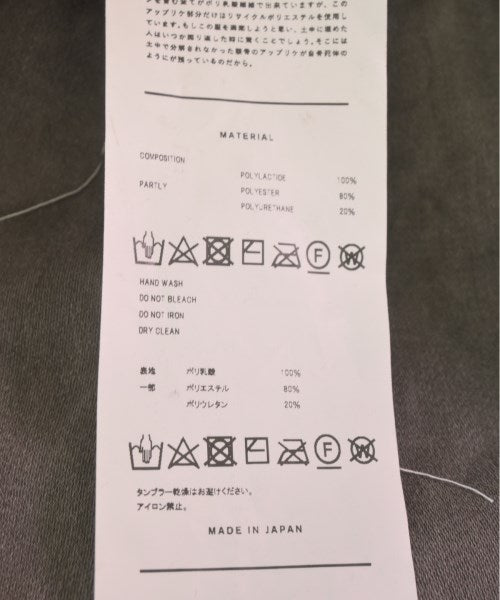 アップリケ部分だけはリサイクルポリエステルを使用し
ています。もしこの服を廃棄しようと思い、土中に埋めた
人はいつか掘り返した時に驚くことでしょう。そこには
土中で分解されなかった頭骨のアップリケが白骨死体の
ように残っているのだから。
MATERIAL
COMPOSITION
POLYLACTIDE 100%
PARTLY POLYESTER 80%
POLYURETHANE 20%
F W
HAND WASH
DO NOT BLEACH
DO NOT IRON
DRY CLEAN
表地 ポリ乳酸 100%
一部 ポリエステル 80%
ポリウレタン 20%
F W
タンブラー乾燥はお避けください。
アイロン禁止。
MADE IN JAPAN